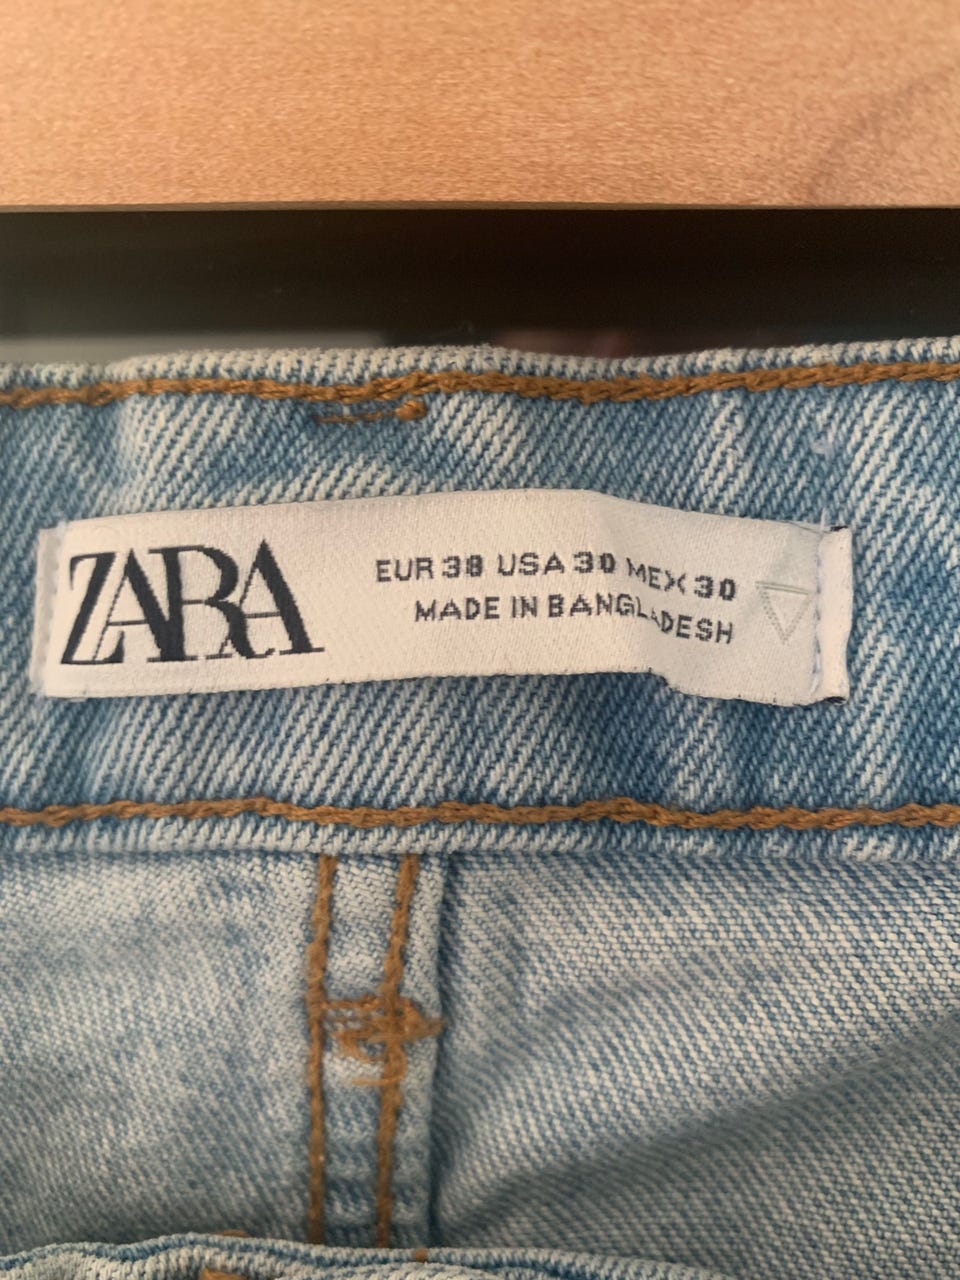 ZARA
EUR 38 USA 30 MEX 30
MADE IN BANGLADESH